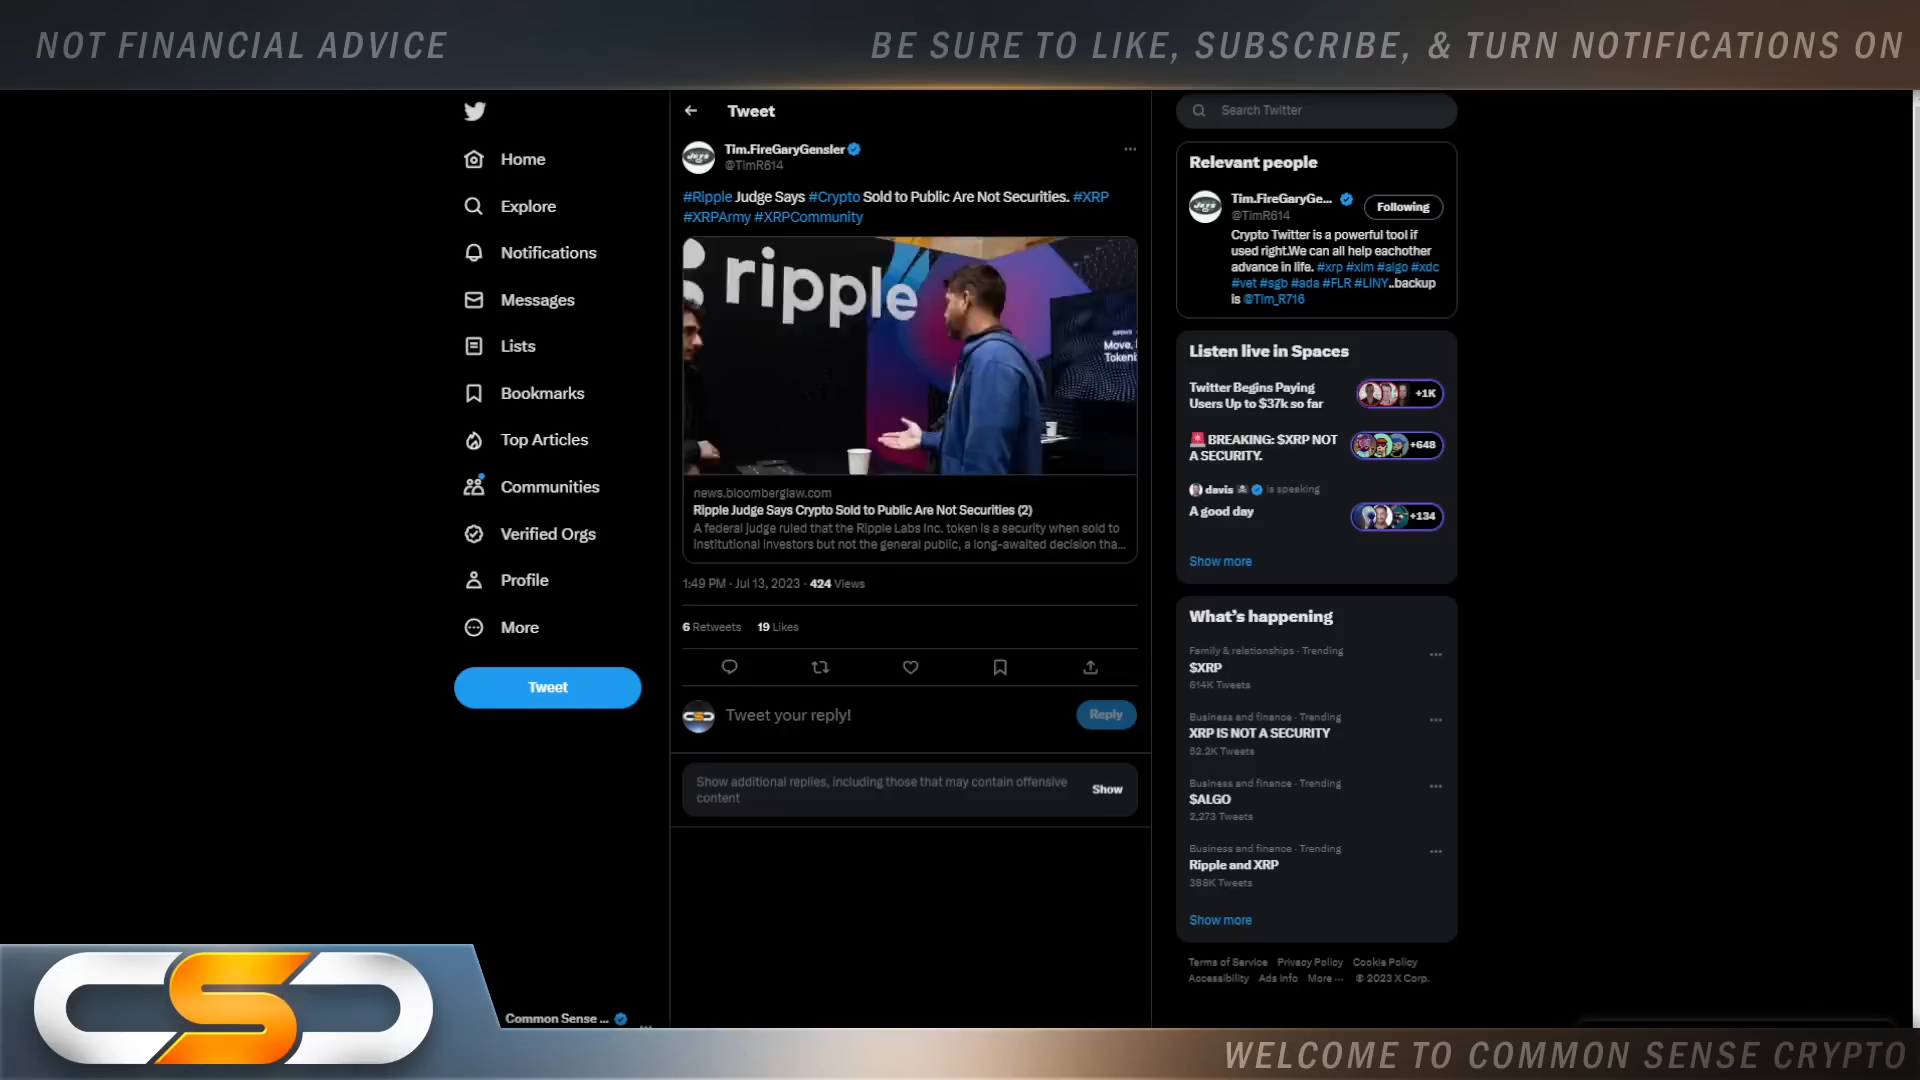 NOT FINANCIAL ADVICE
BE SURE TO LIKE, SUBSCRIBE, & TURN NOTIFICATIONS ON
Home
Explore
Notifications
Messages
Lists
Bookmarks
Top Articles
Communities
Verified Orgs
Profile
More
Tweet
Common Sense ...
Tweet
Tim.FireGaryGensler
@TimR614
#Ripple Judge Says #Crypto Sold to Public Are Not Securities. #XRP
#XRPArmy #XRPCommunity
ripple
Move.
Tokeni
news.bloomberglaw.com
Ripple Judge Says Crypto Sold to Public Are Not Securities (2)
A federal judge ruled that the Ripple Labs Inc. token is a security when sold to
institutional investors but not the general public, a long-awaited decision tha...
1:49 PM · Jul 13, 2023 · 424 Views
6 Retweets 19 Likes
Tweet your reply!
Reply
Show additional replies, including those that may contain offensive
content
Show
Search Twitter
Relevant people
Tim.FireGaryGe...
@TimR614
Following
Crypto Twitter is a powerful tool if
used right.We can all help eachother
advance in life. #xrp #xlm #algo #xdc
#vet #sgb #ada #FLR #LINY..backup
is @Tim_R716
Listen live in Spaces
Twitter Begins Paying
Users Up to $37k so far
+1K
BREAKING: $XRP NOT
A SECURITY.
+648
davis is speaking
A good day
+134
Show more
What's happening
Family & relationships · Trending
$XRP
614K Tweets
Business and finance · Trending
XRP IS NOT A SECURITY
52.2K Tweets
Business and finance · Trending
$ALGO
2,273 Tweets
Business and finance · Trending
Ripple and XRP
388K Tweets
Show more
Terms of Service Privacy Policy Cookie Policy
Accessibility Ads info More ... © 2023 X Corp.
CSC
WELCOME TO COMMON SENSE CRYPTO